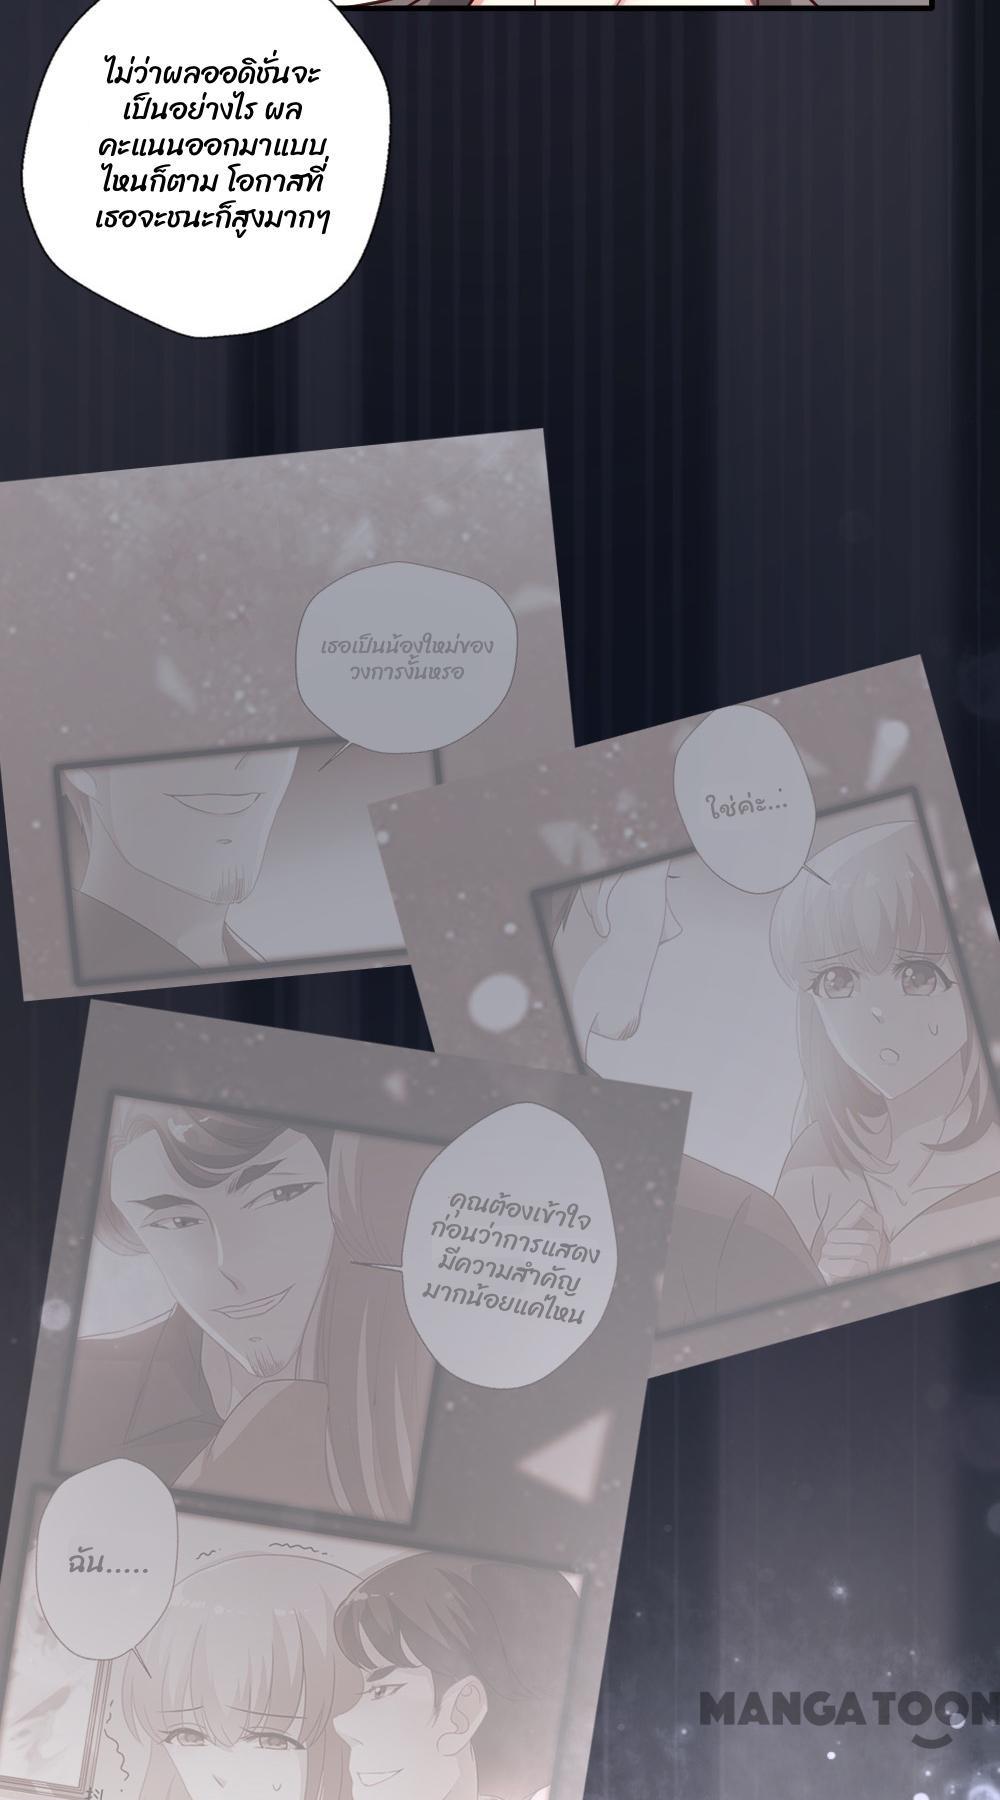 ไม่ว่าผลออดิชั่นจะ
เป็นอย่างไร ผล
คะแนนออกมาแบบ
ไหนก็ตาม โอกาสที่
เธอจะชนะก็สูงมากๆ
เธอเป็นน้องใหม่ของ
วงการงั้นหรอ
ใช่ค่ะ...
คุณต้องเข้าใจ
ก่อนว่าการแสดง
มีความสำคัญ
มากน้อยแค่ไหน
ฉัน......
MANGATOON